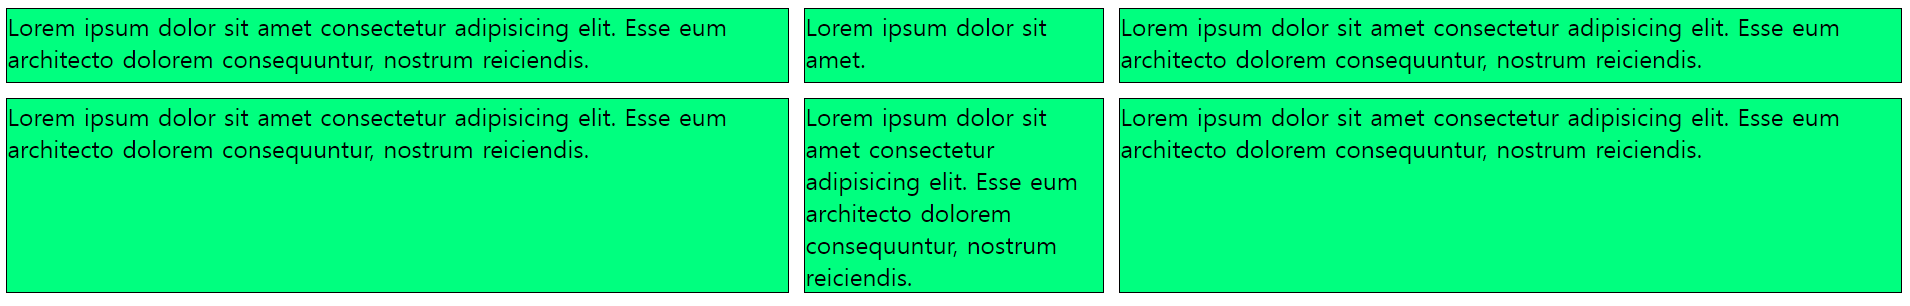 Lorem ipsum dolor sit amet consectetur adipisicing elit. Esse eum
architecto dolorem consequuntur, nostrum reiciendis.
Lorem ipsum dolor sit
amet.
Lorem ipsum dolor sit amet consectetur adipisicing elit. Esse eum
architecto dolorem consequuntur, nostrum reiciendis.
Lorem ipsum dolor sit amet consectetur adipisicing elit. Esse eum
architecto dolorem consequuntur, nostrum reiciendis.
Lorem ipsum dolor sit
amet consectetur
adipisicing elit. Esse eum
architecto dolorem
consequuntur, nostrum
reiciendis.
Lorem ipsum dolor sit amet consectetur adipisicing elit. Esse eum
architecto dolorem consequuntur, nostrum reiciendis.